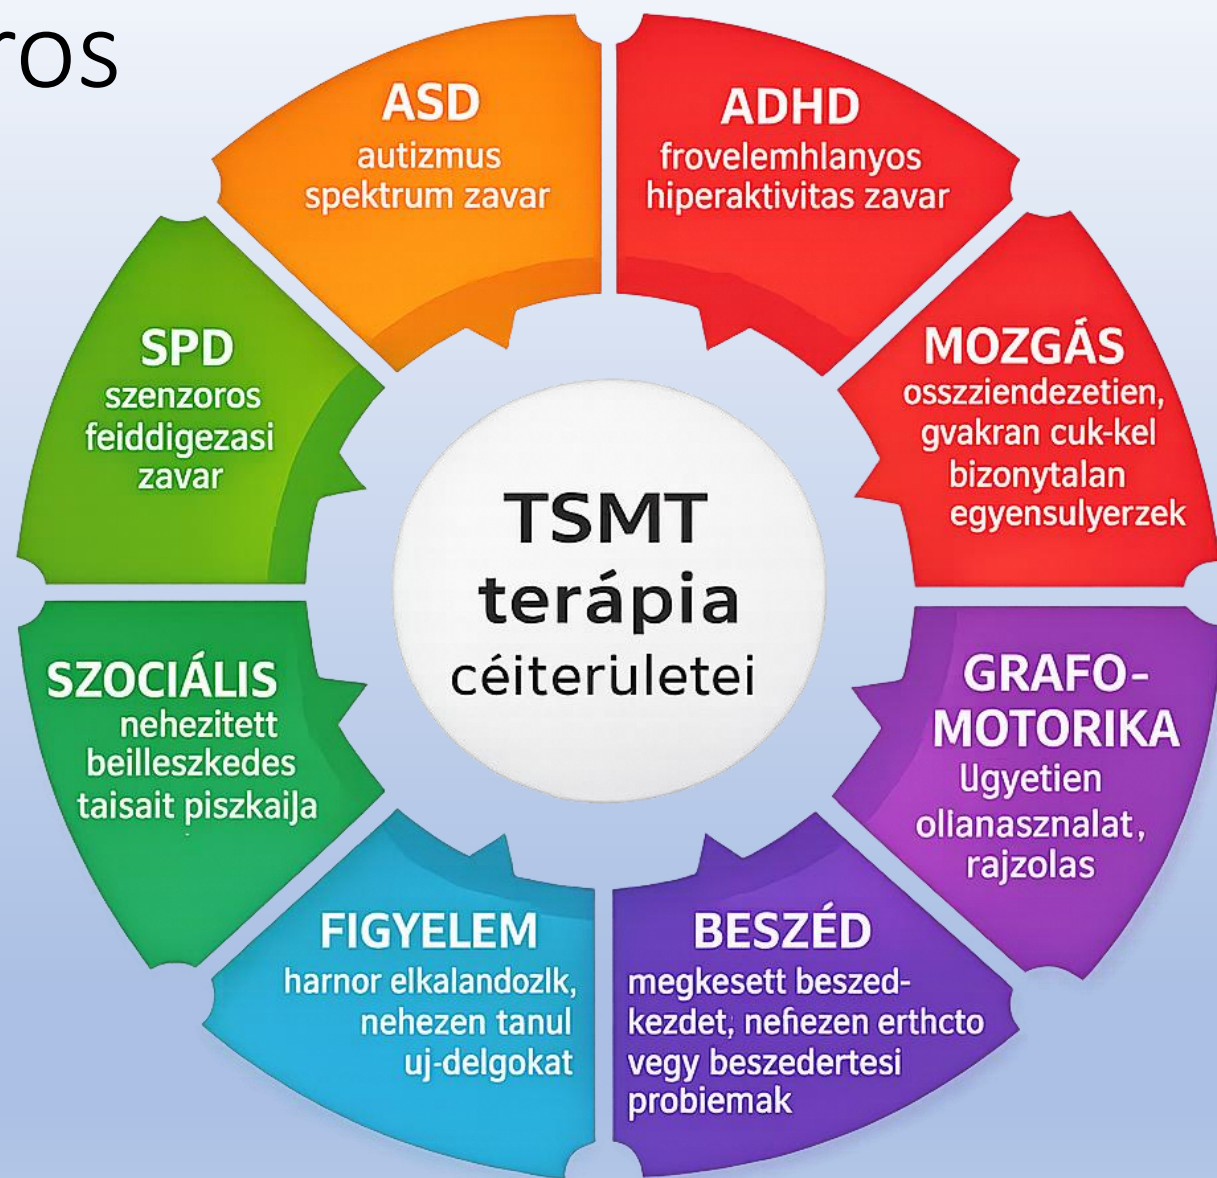 ros
ASD
autizmus
spektrum zavar
ADHD
frovelemhlanyos
hiperaktivitas zavar
MOZGÁS
osszziendezetien,
gvakran cuk-kel
bizonytalan
egyensulyerzek
GRAFO-
MOTORIKA
Ugyetien
ollanasznalat,
rajzolas
BESZÉD
megkesett beszed-
kezdet, nehezen erthcto
vegy beszedertesi
probiemak
FIGYELEM
harnor elkalandozlk,
nehezen tanul
uj-delgokat
SZOCIÁLIS
nehezitett
beilleszkedes
taisait piszkaija
SPD
szenzoros
feiddigezasi
zavar
TSMT
terápia
céiteruletei